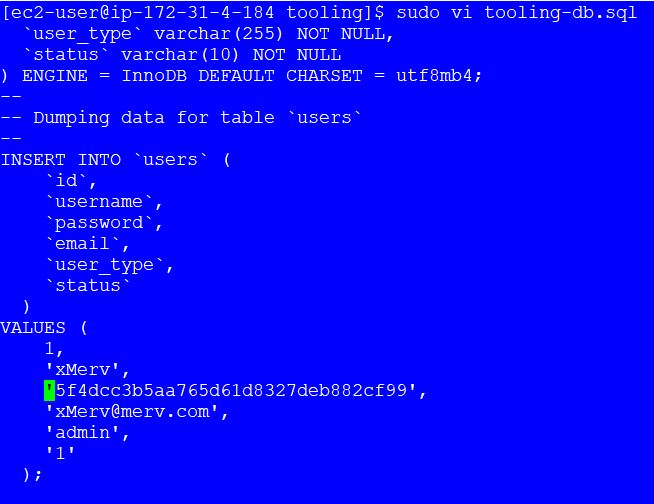 [ec2-user@ip-172-31-4-184 tooling]$ sudo vi tooling-db.sql
`user_type` varchar(255) NOT NULL,
`status` varchar(10) NOT NULL
) ENGINE = InnoDB DEFAULT CHARSET = utf8mb4;
--
-- Dumping data for table `users`
--
INSERT INTO `users` (
`id`,
`username`,
`password`,
`email`,
`user_type`,
`status`
)
VALUES (
1,
'xMerv',
'5f4dcc3b5aa765d61d8327deb882cf99',
'xMerv@merv.com',
'admin',
'1'
);